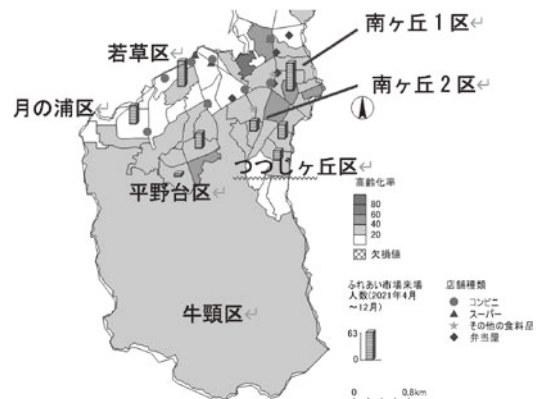 南ヶ丘1区↵
若草区↵
南ヶ丘2区↵
月の浦区↵
つつじヶ丘区↵
平野台区↵
牛頸区↵
高齢化率
80
60
40
20
欠損値
ふれあい市場来場
人数(2021年4月
～12月)
63
0
店舗種類
コンビニ
スーパー
その他の食料品
弁当屋
0 0.8km